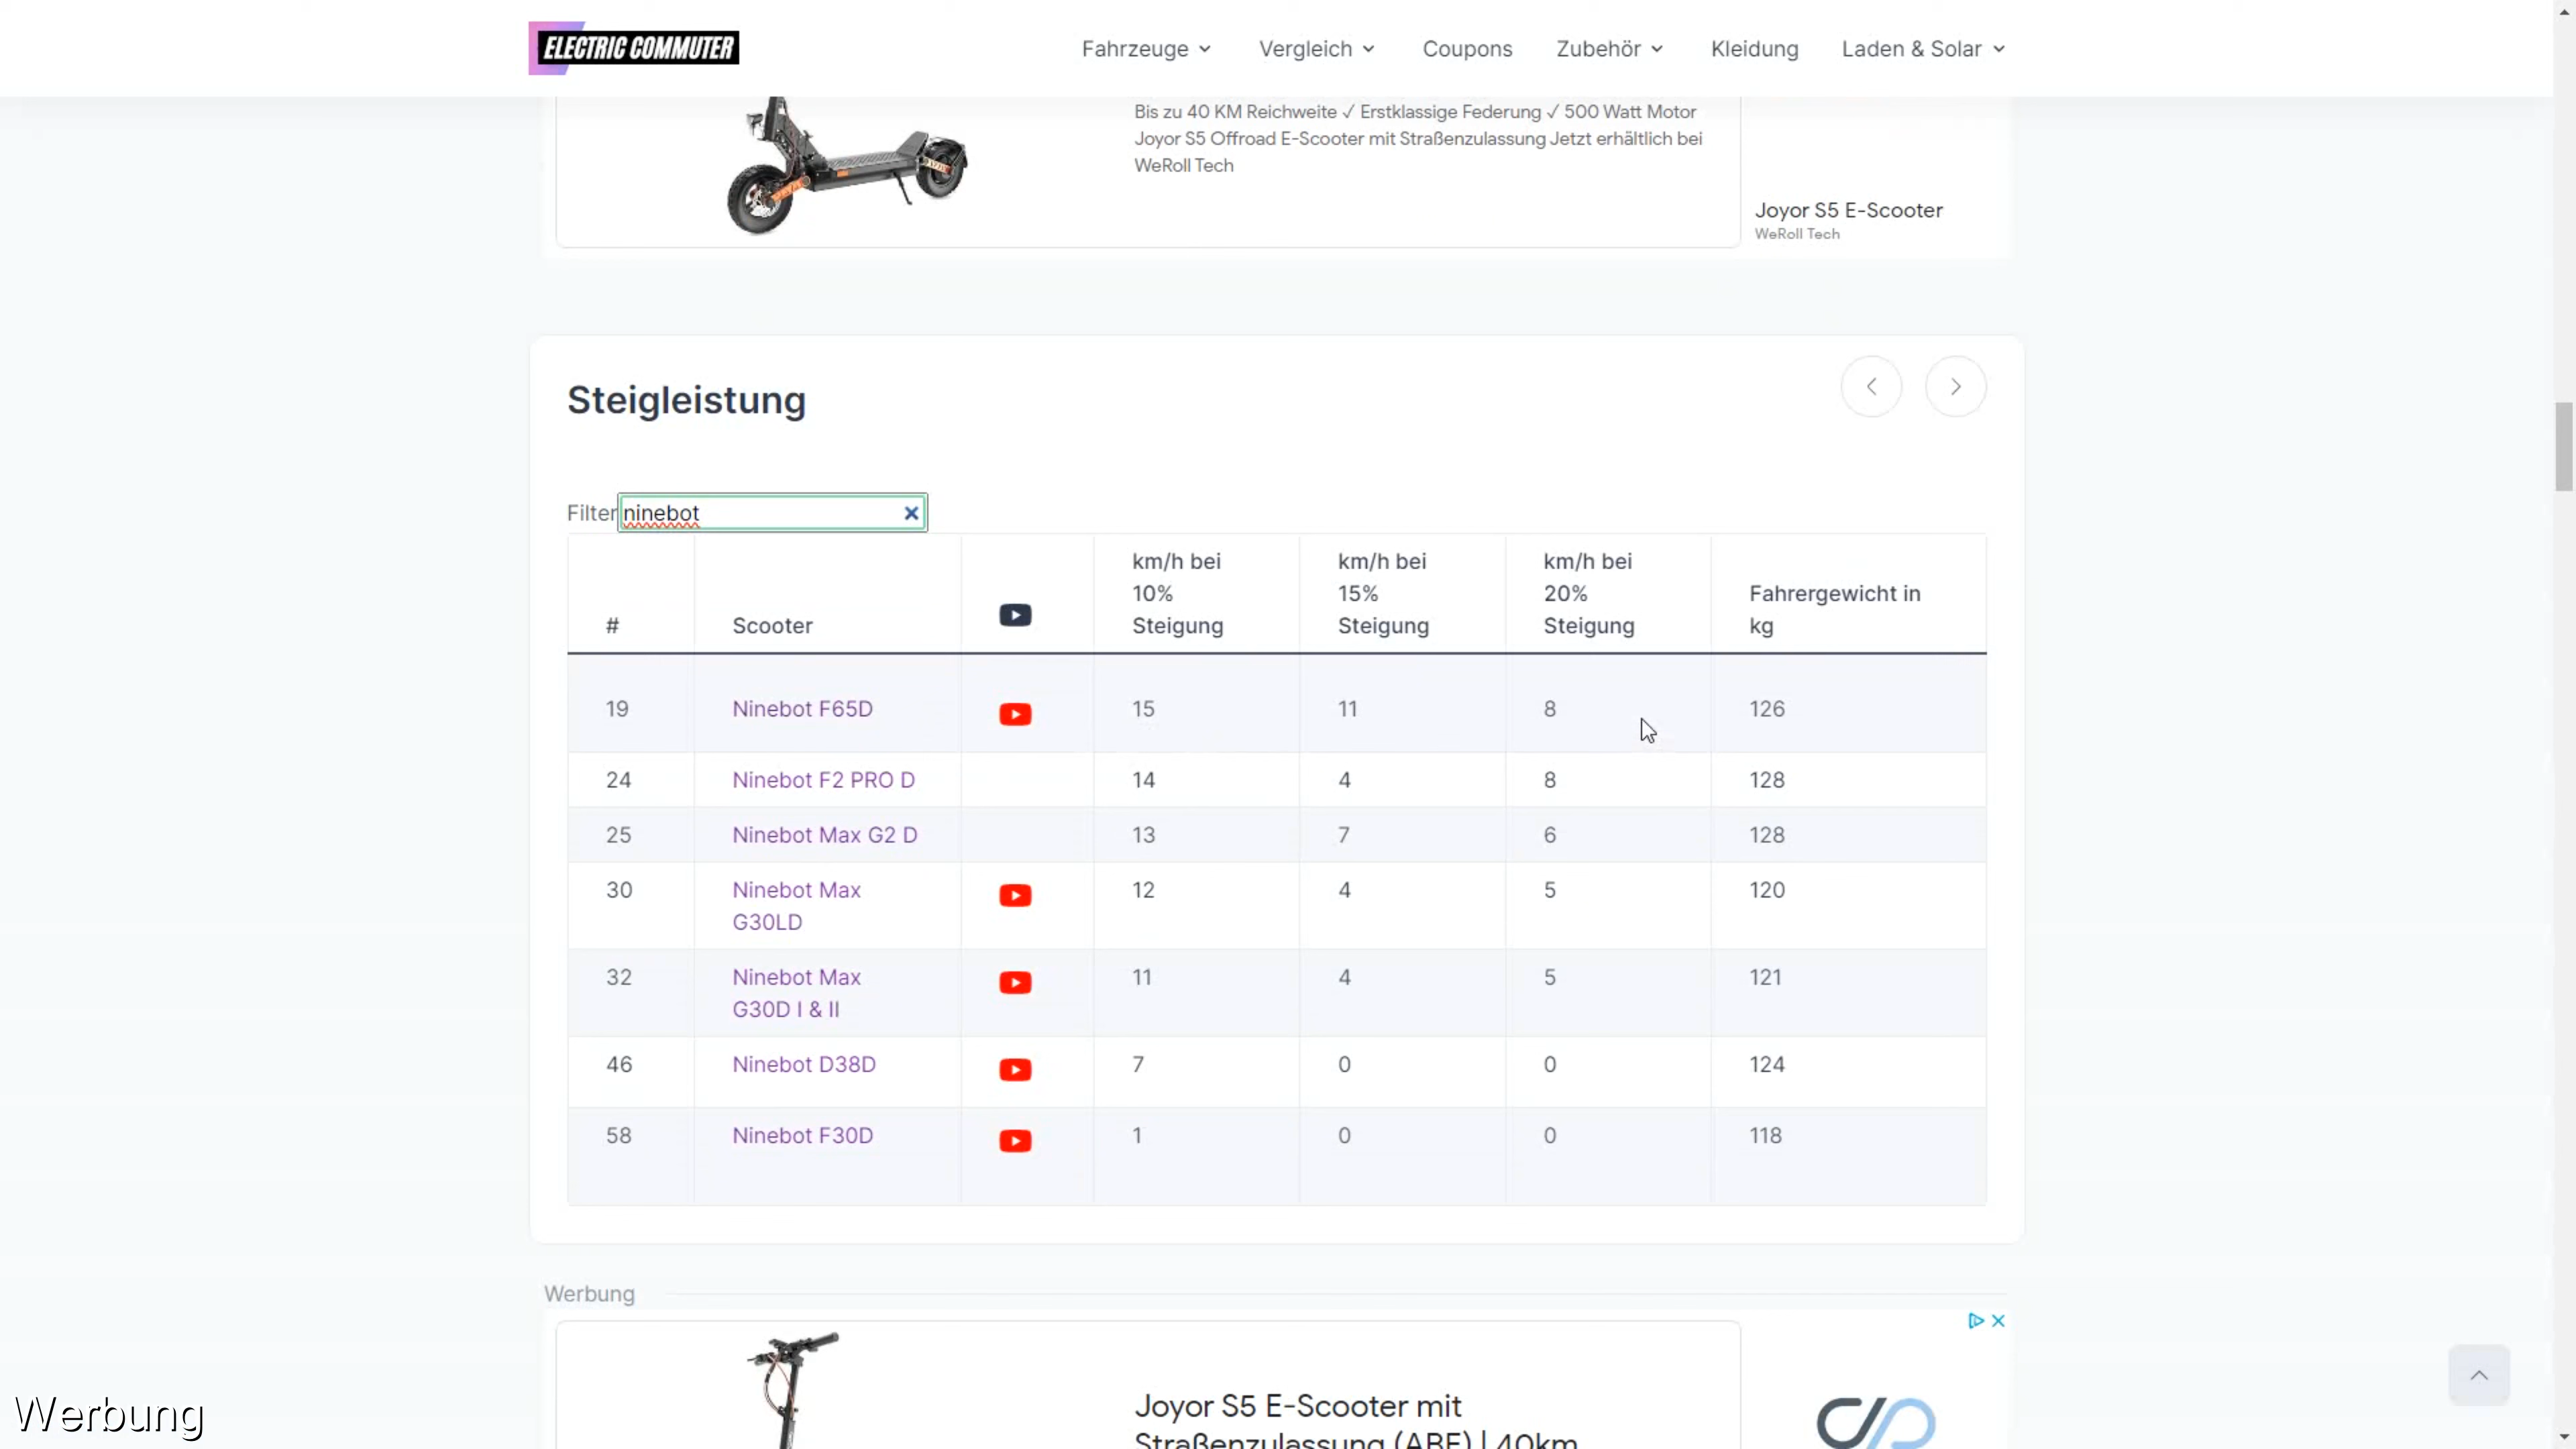 ELECTRIC COMMUTER
Fahrzeuge
Vergleich
Coupons
Zubehör
Kleidung
Laden & Solar
Bis zu 40 KM Reichweite ✓ Erstklassige Federung ✓ 500 Watt Motor
Joyor S5 Offroad E-Scooter mit Straßenzulassung Jetzt erhältlich bei
WeRoll Tech
Joyor S5 E-Scooter
WeRoll Tech
Steigleistung
Filter ninebot
# Scooter km/h bei 10% Steigung km/h bei 15% Steigung km/h bei 20% Steigung Fahrergewicht in kg
19 Ninebot F65D 15 11 8 126
24 Ninebot F2 PRO D 14 4 8 128
25 Ninebot Max G2 D 13 7 6 128
30 Ninebot Max G30LD 12 4 5 120
32 Ninebot Max G30D I & II 11 4 5 121
46 Ninebot D38D 7 0 0 124
58 Ninebot F30D 1 0 0 118
Werbung
Joyor S5 E-Scooter mit
Straßenzulassung (ABE) | 40km
Werbung